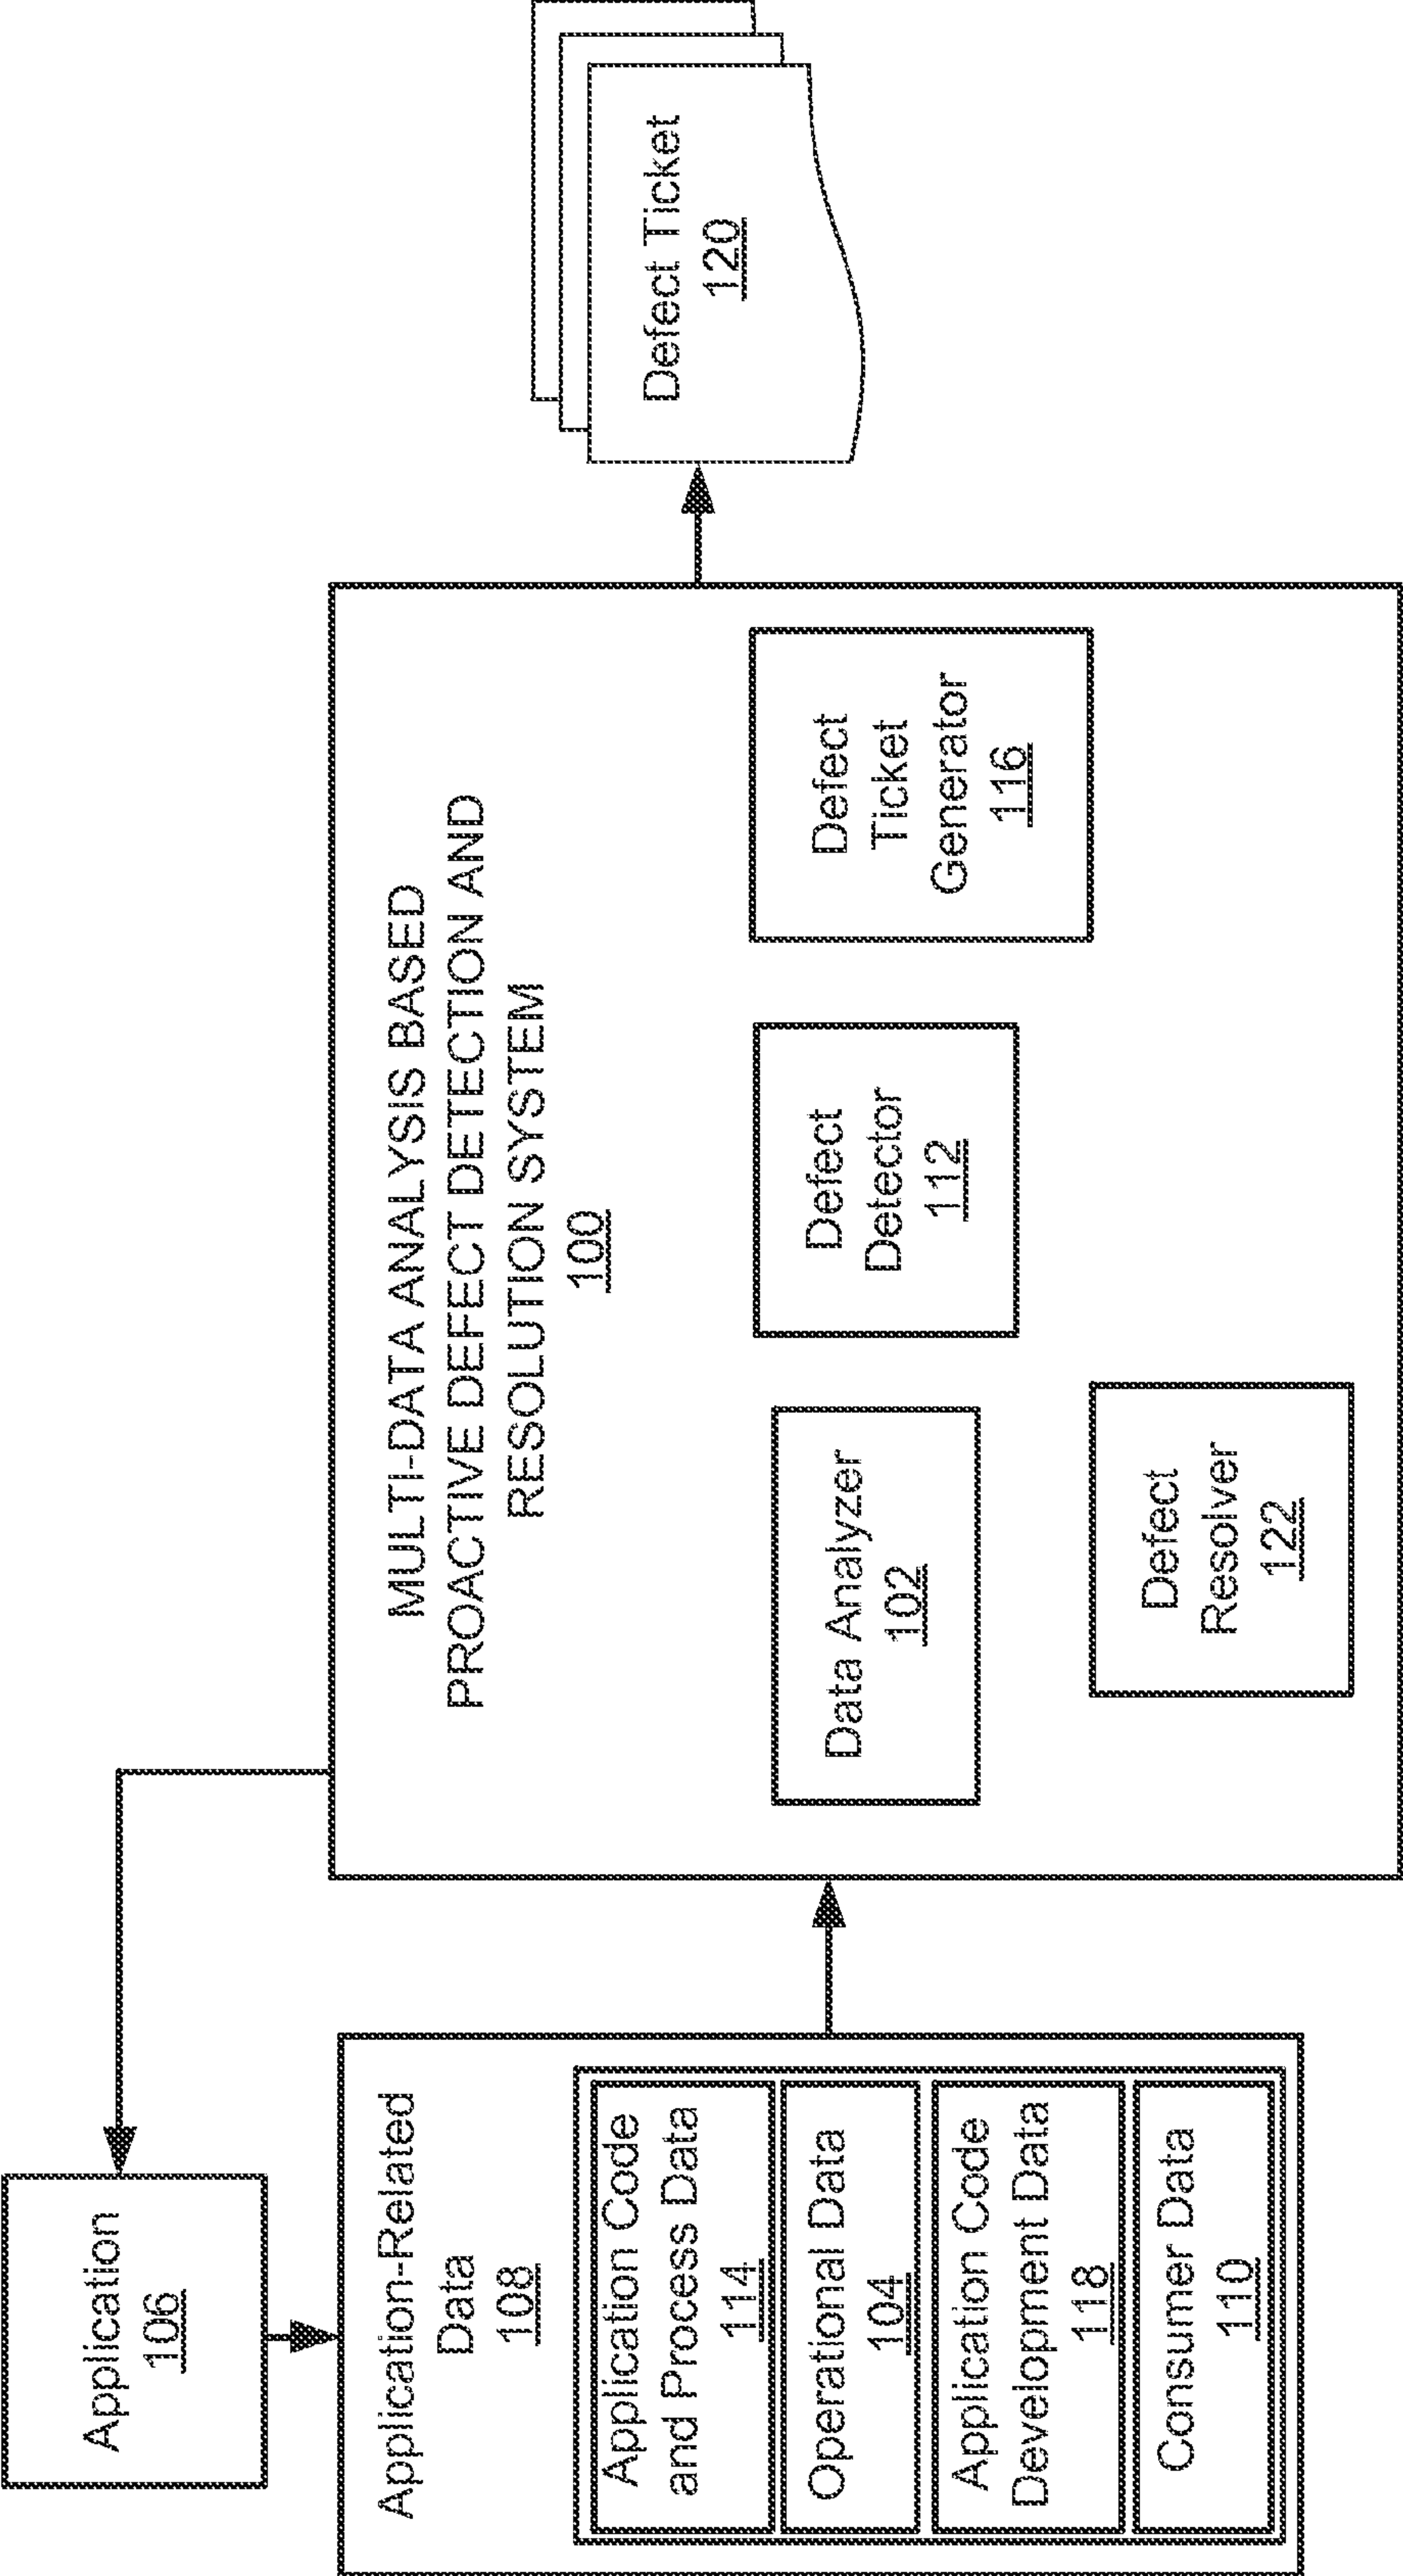 Application
106
Application-Related
Data
108
Application Code
and Process Data
114
Operational Data
104
Application Code
Development Data
118
Consumer Data
110
MULTI-DATA ANALYSIS BASED
PROACTIVE DEFECT DETECTION AND
RESOLUTION SYSTEM
100
Data Analyzer
102
Defect
Detector
112
Defect
Ticket
Generator
116
Defect
Resolver
122
Defect Ticket
120